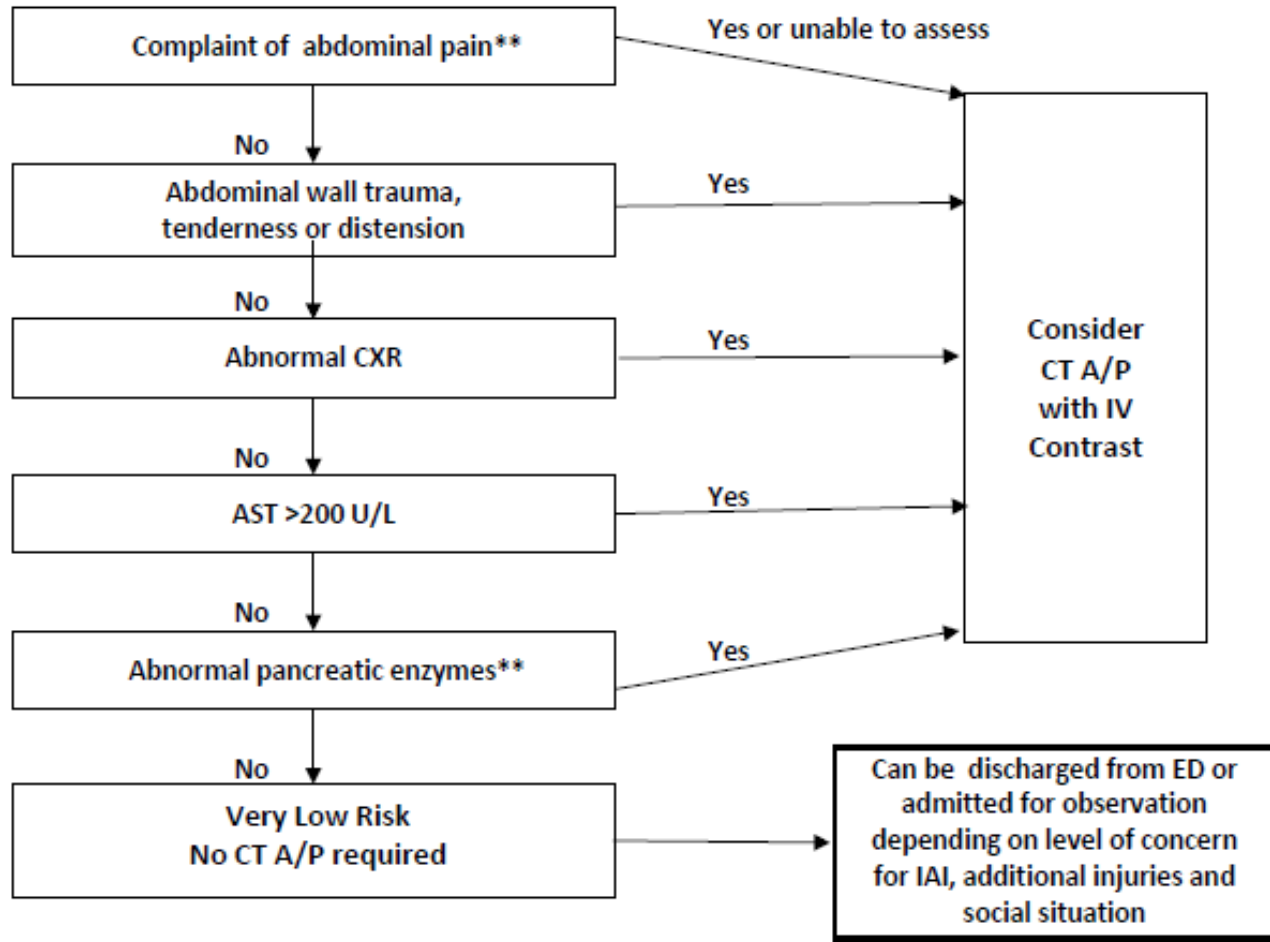 Complaint of abdominal pain**
Yes or unable to assess
No
Abdominal wall trauma,
tenderness or distension
Yes
No
Abnormal CXR
Yes
No
AST >200 U/L
Yes
No
Abnormal pancreatic enzymes**
Yes
No
Very Low Risk
No CT A/P required
Consider
CT A/P
with IV
Contrast
Can be discharged from ED or
admitted for observation
depending on level of concern
for IAI, additional injuries and
social situation